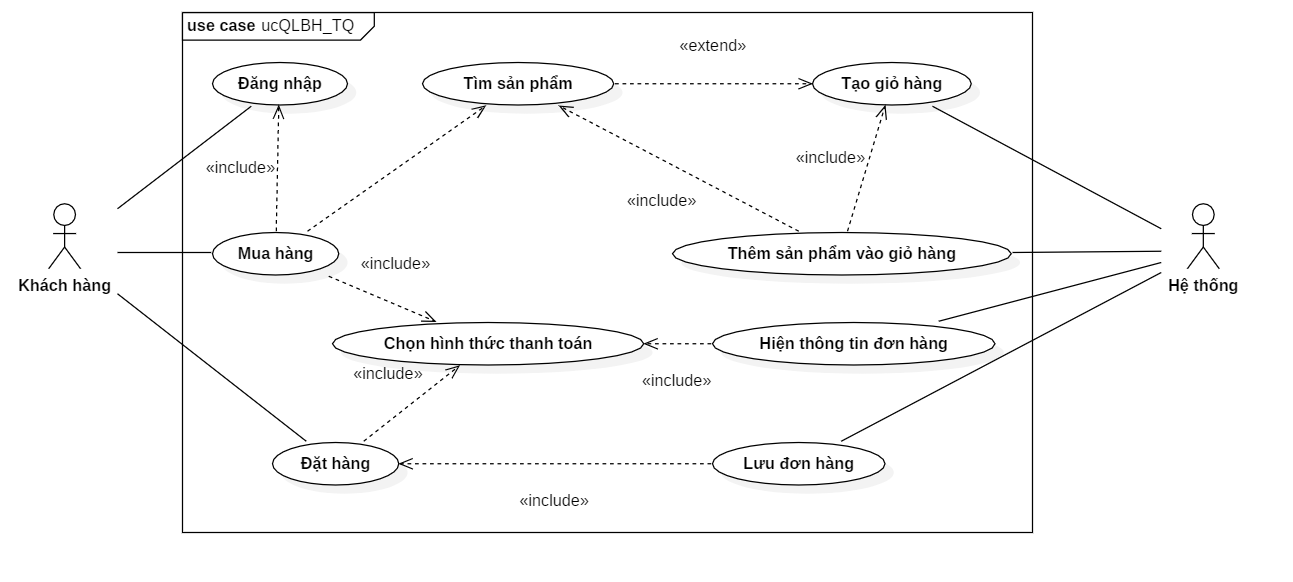 use case ucQLBH_TQ
«extend»
Đăng nhập
Tìm sản phẩm
Tạo giỏ hàng
«include»
«include»
«include»
Mua hàng
Thêm sản phẩm vào giỏ hàng
«include»
Khách hàng
Hệ thống
Chọn hình thức thanh toán
Hiện thông tin đơn hàng
«include»
«include»
Đặt hàng
Lưu đơn hàng
«include»